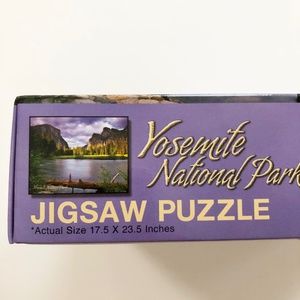 Yosemite
National Park
JIGSAW PUZZLE
*Actual Size 17.5 X 23.5 Inches